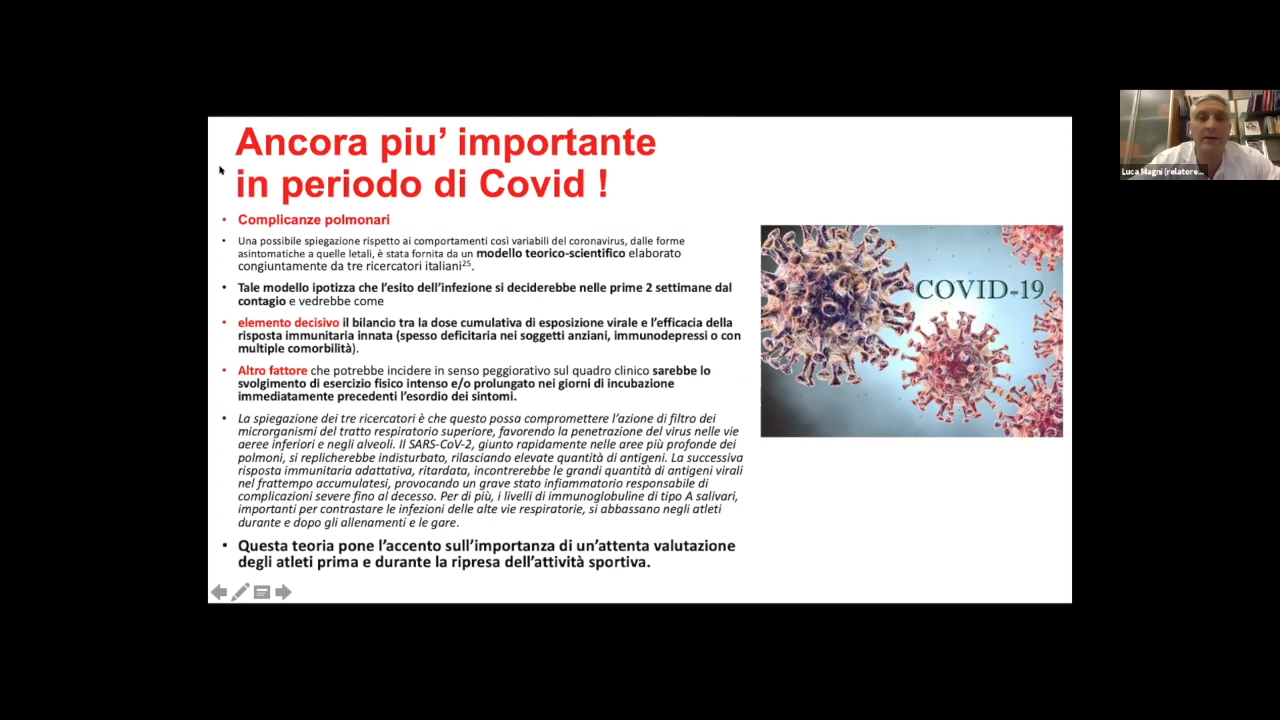 Ancora piu' importante
in periodo di Covid !
• Complicanze polmonari
• Una possibile spiegazione rispetto ai comportamenti così variabili del coronavirus, dalle forme
asintomatiche a quelle letali, è stata fornita da un modello teorico-scientifico elaborato
congiuntamente da tre ricercatori italiani25.
• Tale modello ipotizza che l'esito dell'infezione si deciderebbe nelle prime 2 settimane dal
contagio e vedrebbe come
• elemento decisivo il bilancio tra la dose cumulativa di esposizione virale e l'efficacia della
risposta immunitaria innata (spesso deficitaria nei soggetti anziani, immunodepressi o con
multiple comorbilità).
• Altro fattore che potrebbe incidere in senso peggiorativo sul quadro clinico sarebbe lo
svolgimento di esercizio fisico intenso e/o prolungato nei giorni di incubazione
immediatamente precedenti l'esordio dei sintomi.
• La spiegazione dei tre ricercatori è che questo possa compromettere l'azione di filtro dei
microrganismi del tratto respiratorio superiore, favorendo la penetrazione del virus nelle vie
aeree inferiori e negli alveoli. Il SARS-CoV-2, giunto rapidamente nelle aree più profonde dei
polmoni, si replicherebbe indisturbato, rilasciando elevate quantità di antigeni. La successiva
risposta immunitaria adattativa, ritardata, incontrerebbe le grandi quantità di antigeni virali
nel frattempo accumulatesi, provocando un grave stato infiammatorio responsabile di
complicazioni severe fino al decesso. Per di più, i livelli di immunoglobuline di tipo A salivari,
importanti per contrastare le infezioni delle alte vie respiratorie, si abbassano negli atleti
durante e dopo gli allenamenti e le gare.
• Questa teoria pone l'accento sull'importanza di un'attenta valutazione
degli atleti prima e durante la ripresa dell'attività sportiva.
COVID-19
Luca Magni (relatore...